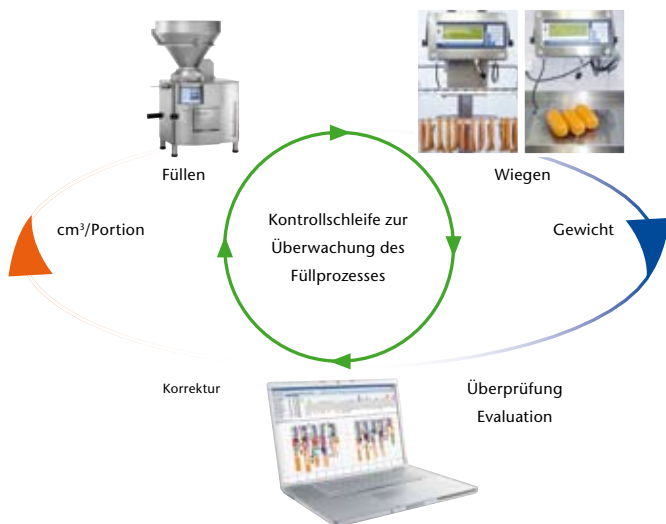 Füllen
Wiegen
cm³/Portion
Kontrollschleife zur
Überwachung des
Füllprozesses
Gewicht
Korrektur
Überprüfung
Evaluation